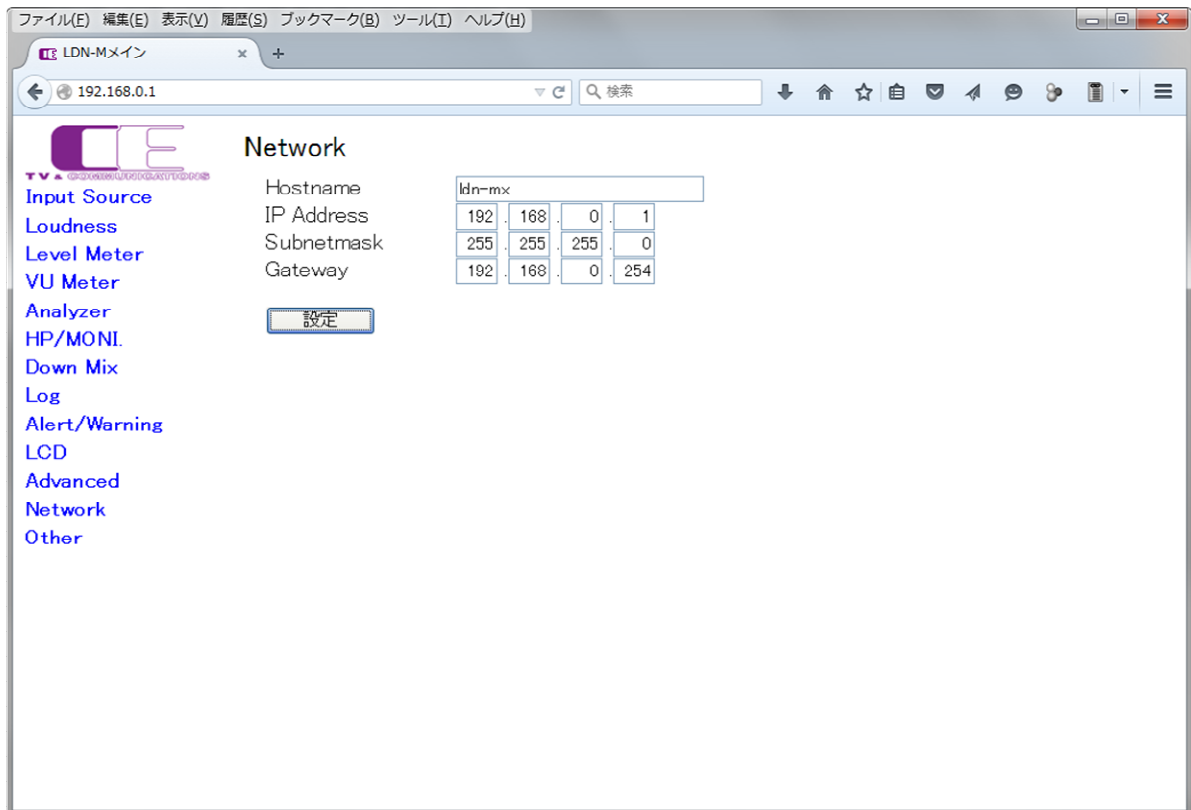 ファイル(F) 編集(E) 表示(V) 履歴(S) ブックマーク(B) ツール(T) ヘルプ(H)
LDN-Mメイン
192.168.0.1
検索
TV & COMMUNICATIONS
Input Source
Loudness
Level Meter
VU Meter
Analyzer
HP/MONI.
Down Mix
Log
Alert/Warning
LCD
Advanced
Network
Other
Network
Hostname ldn-mx
IP Address 192 . 168 . 0 . 1
Subnetmask 255 . 255 . 255 . 0
Gateway 192 . 168 . 0 . 254
設定